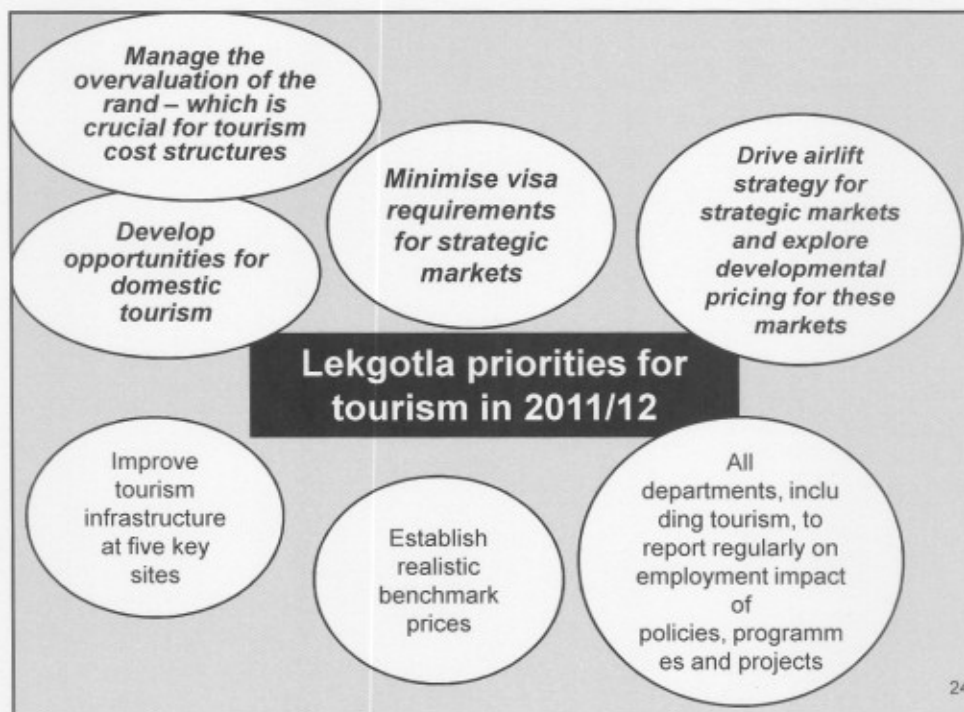 Manage the
overvaluation of the
rand – which is
crucial for tourism
cost structures
Minimise visa
requirements
for strategic
markets
Drive airlift
strategy for
strategic markets
and explore
developmental
pricing for these
markets
Develop
opportunities for
domestic
tourism
Lekgotla priorities for
tourism in 2011/12
Improve
tourism
infrastructure
at five key
sites
Establish
realistic
benchmark
prices
All
departments, inclu
ding tourism, to
report regularly on
employment impact
of
policies, programm
es and projects
24